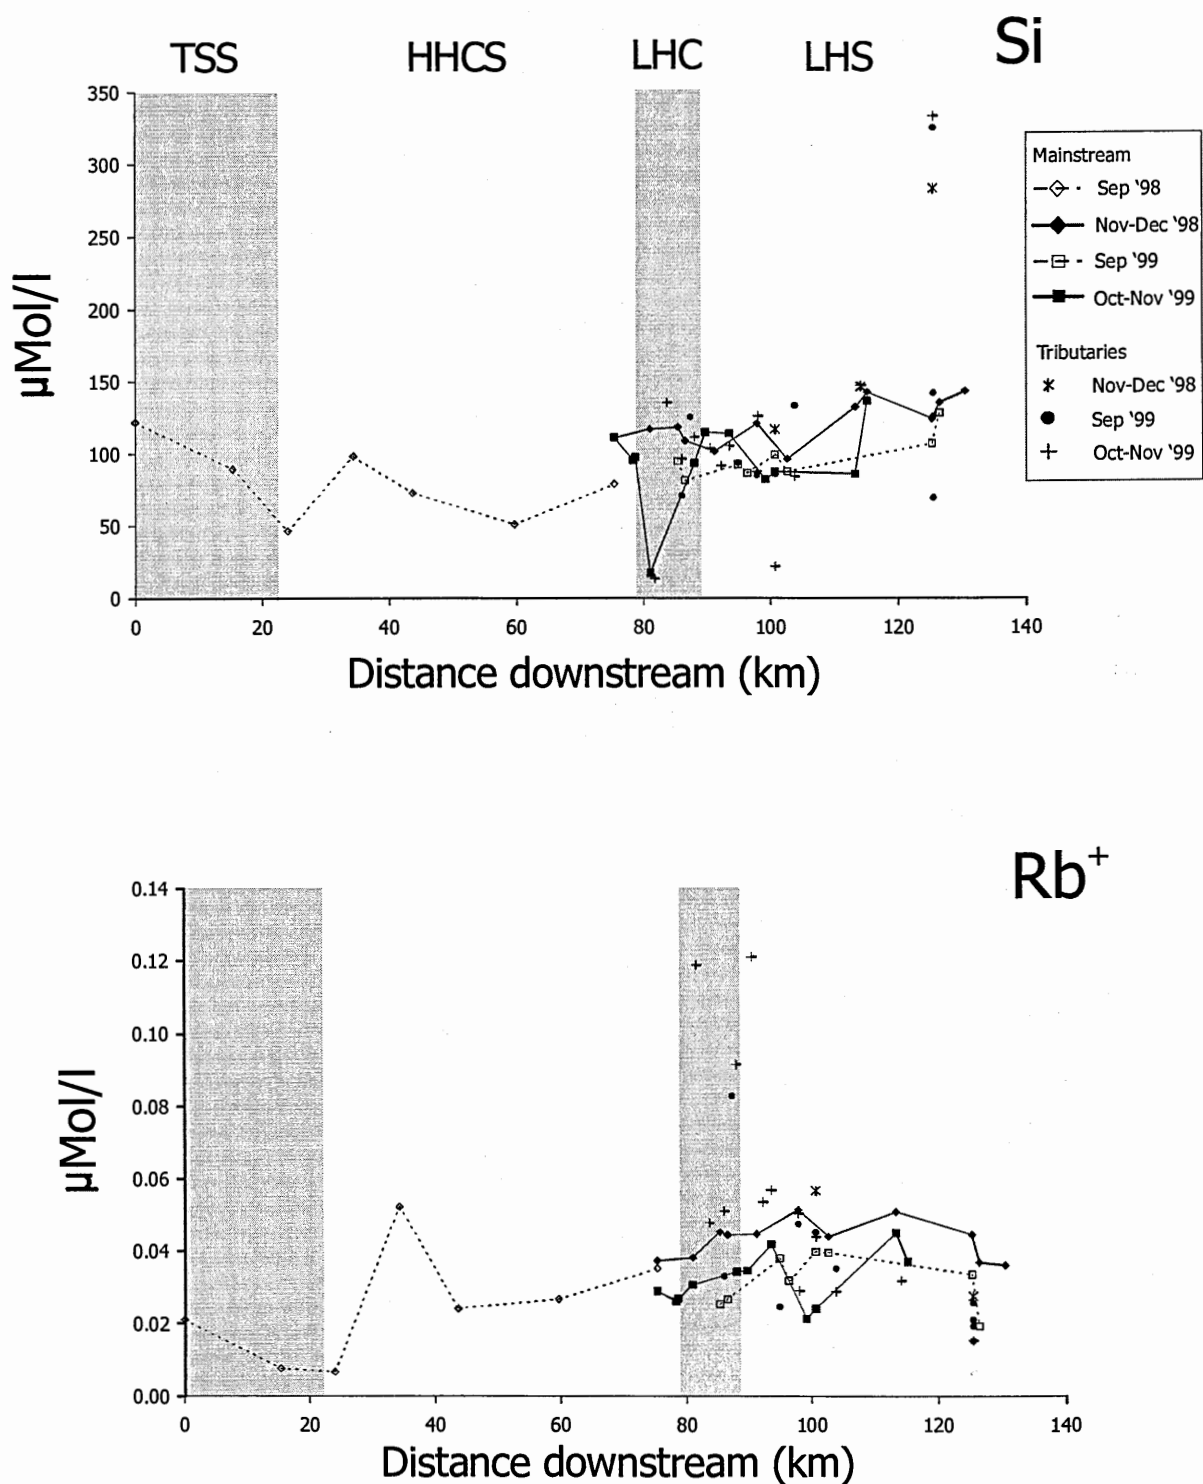 TSS HHCS LHC LHS Si
350
300
250
200
150
100
50
0
µMol/l
0 20 40 60 80 100 120 140
Distance downstream (km)
Mainstream
Sep '98
Nov-Dec '98
Sep '99
Oct-Nov '99
Tributaries
Nov-Dec '98
Sep '99
Oct-Nov '99
Rb+
0.14
0.12
0.10
0.08
0.06
0.04
0.02
0.00
µMol/l
0 20 40 60 80 100 120 140
Distance downstream (km)